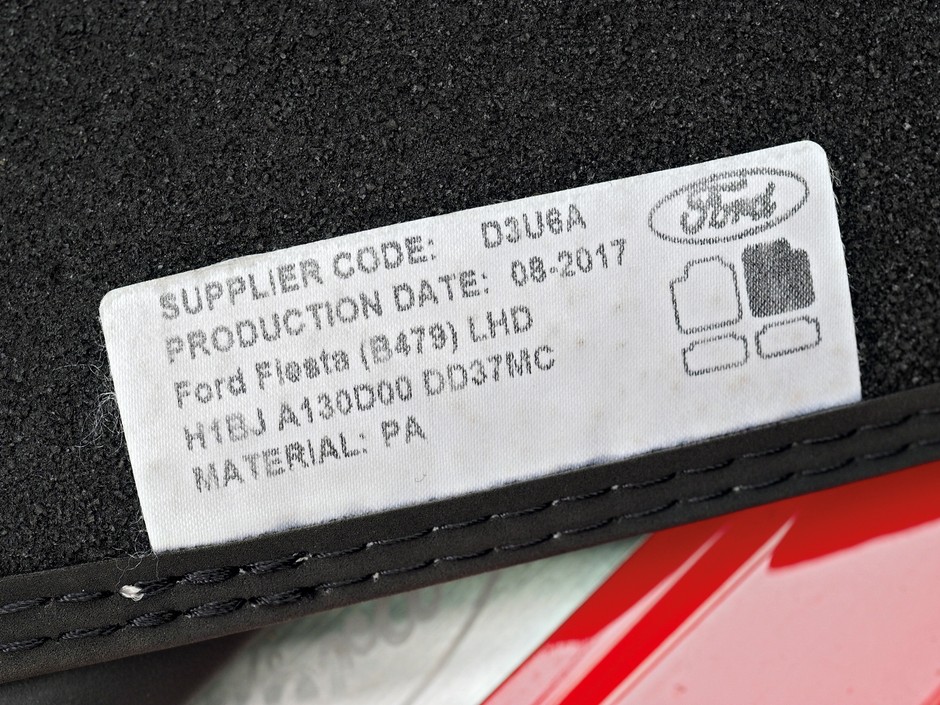 SUPPLIER CODE: D3U6A
PRODUCTION DATE: 08-2017
Ford Fiesta (B479) LHD
H1BJ A130D00 DD37MC
MATERIAL: PA
Ford